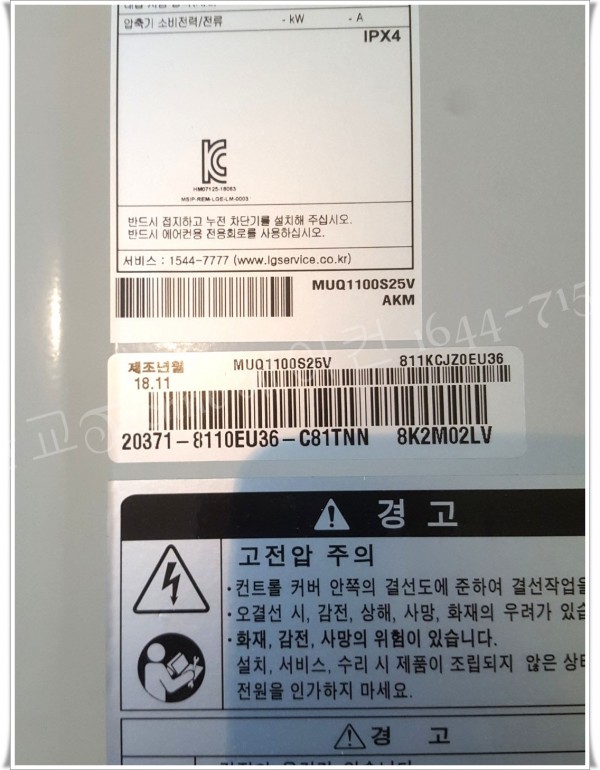 압축기 소비전력/전류 - kW - A
IPX4
HM07125-18063
MSIP-REM-LGE-LM-0003
반드시 접지하고 누전 차단기를 설치해 주십시오.
반드시 에어컨용 전용회로를 사용하십시오.
서비스 : 1544-7777 (www.lgservice.co.kr)
MUQ1100S25V
AKM
제조년월 MUQ1100S25V 811KCJZ0EU36
18.11
20371-8110EU36-C81TNN 8K2M02LV
1644-715
경 고
고전압 주의
·컨트롤 커버 안쪽의 결선도에 준하여 결선작업을
·오결선 시, 감전, 상해, 사망, 화재의 우려가 있습
·화재, 감전, 사망의 위험이 있습니다.
설치, 서비스, 수리 시 제품이 조립되지 않은 상태
전원을 인가하지 마세요.
경 고